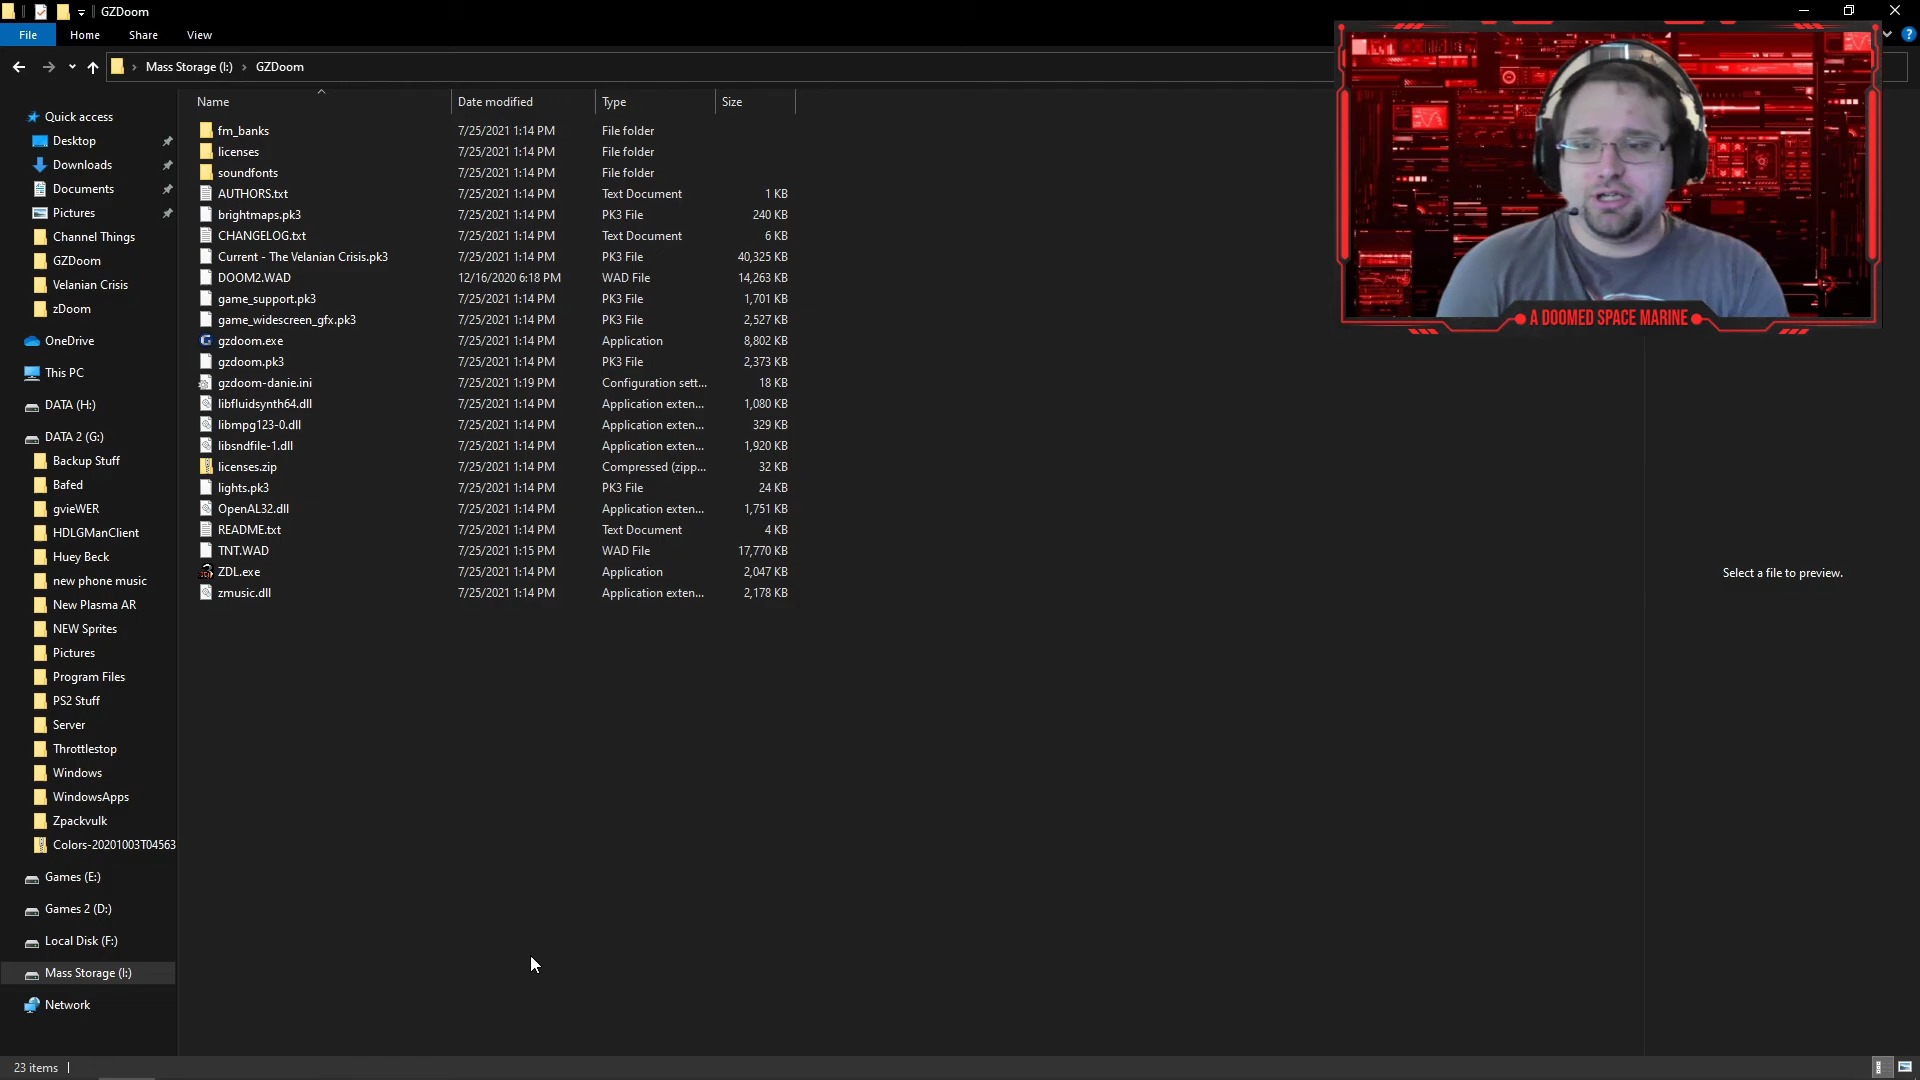 GZDoom
File Home Share View
Mass Storage (I:) GZDoom
Name Date modified Type Size
Quick access
Desktop
Downloads
Documents
Pictures
Channel Things
GZDoom
Velanian Crisis
zDoom
OneDrive
This PC
DATA (H:)
DATA 2 (G:)
Backup Stuff
Bafed
gvieWER
HDLGManClient
Huey Beck
new phone music
New Plasma AR
NEW Sprites
Pictures
Program Files
PS2 Stuff
Server
Throttlestop
Windows
WindowsApps
Zpackvulk
Colors-20201003T04563
Games (E:)
Games 2 (D:)
Local Disk (F:)
Mass Storage (I:)
Network
fm_banks 7/25/2021 1:14 PM File folder
licenses 7/25/2021 1:14 PM File folder
soundfonts 7/25/2021 1:14 PM File folder
AUTHORS.txt 7/25/2021 1:14 PM Text Document 1 KB
brightmaps.pk3 7/25/2021 1:14 PM PK3 File 240 KB
CHANGELOG.txt 7/25/2021 1:14 PM Text Document 6 KB
Current - The Velanian Crisis.pk3 7/25/2021 1:14 PM PK3 File 40,325 KB
DOOM2.WAD 12/16/2020 6:18 PM WAD File 14,263 KB
game_support.pk3 7/25/2021 1:14 PM PK3 File 1,701 KB
game_widescreen_gfx.pk3 7/25/2021 1:14 PM PK3 File 2,527 KB
gzdoom.exe 7/25/2021 1:14 PM Application 8,802 KB
gzdoom.pk3 7/25/2021 1:14 PM PK3 File 2,373 KB
gzdoom-danie.ini 7/25/2021 1:19 PM Configuration sett... 18 KB
libfluidsynth64.dll 7/25/2021 1:14 PM Application exten... 1,080 KB
libmpg123-0.dll 7/25/2021 1:14 PM Application exten... 329 KB
libsndfile-1.dll 7/25/2021 1:14 PM Application exten... 1,920 KB
licenses.zip 7/25/2021 1:14 PM Compressed (zipp... 32 KB
lights.pk3 7/25/2021 1:14 PM PK3 File 24 KB
OpenAL32.dll 7/25/2021 1:14 PM Application exten... 1,751 KB
README.txt 7/25/2021 1:14 PM Text Document 4 KB
TNT.WAD 7/25/2021 1:15 PM WAD File 17,770 KB
ZDL.exe 7/25/2021 1:14 PM Application 2,047 KB
zmusic.dll 7/25/2021 1:14 PM Application exten... 2,178 KB
A DOOMED SPACE MARINE
Select a file to preview.
23 items